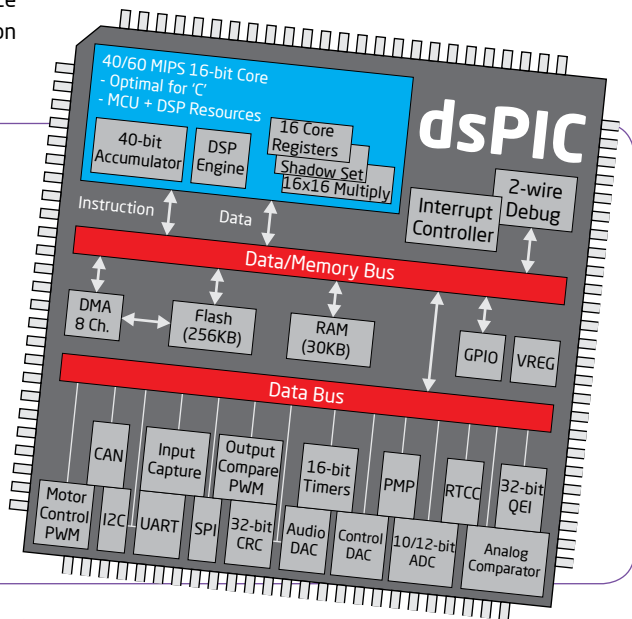 on
40/60 MIPS 16-bit Core
- Optimal for 'C'
- MCU + DSP Resources
dsPIC
40-bit
Accumulator
DSP
Engine
16 Core
Registers
Shadow Set
16x16 Multiply
2-wire
Debug
Interrupt
Controller
Instruction
Data
Data/Memory Bus
DMA
8 Ch.
Flash
(256KB)
RAM
(30KB)
GPIO
VREG
Data Bus
CAN
Input
Capture
Output
Compare
PWM
16-bit
Timers
PMP
RTCC
32-bit
QEI
Motor
Control
PWM
I2C
UART
SPI
32-bit
CRC
Audio
DAC
Control
DAC
10/12-bit
ADC
Analog
Comparator